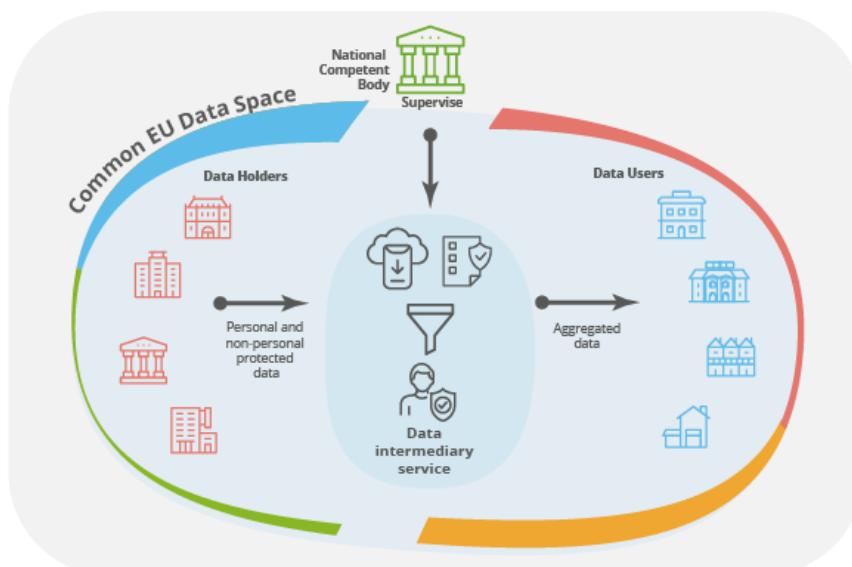 National
Competent
Body
Supervise
Common EU Data Space
Data Holders
Data Users
Personal and
non-personal
protected
data
Aggregated
data
Data
intermediary
service